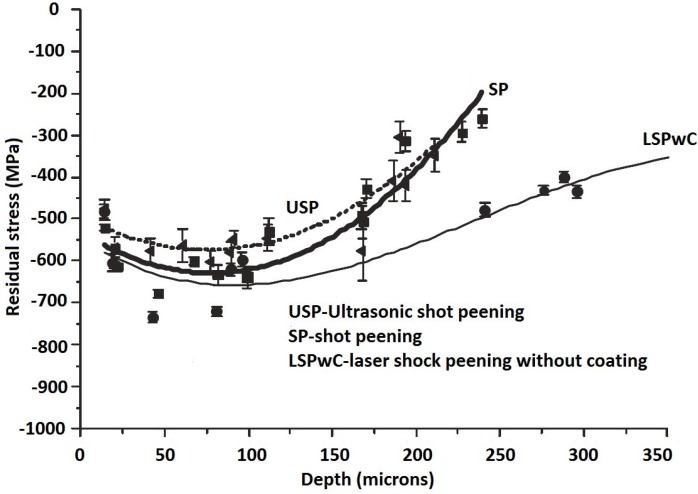 0
-100
-200
-300
-400
-500
-600
-700
-800
-900
-1000
Residual stress (MPa)
SP
LSPwC
USP
USP-Ultrasonic shot peening
SP-shot peening
LSPwC-laser shock peening without coating
0 50 100 150 200 250 300 350
Depth (microns)